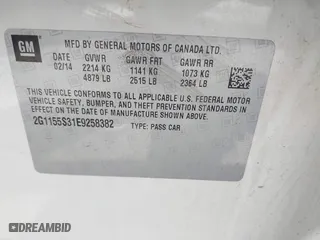 GM
MFD BY GENERAL MOTORS OF CANADA LTD.
DATE GVWR GAWR FRT GAWR RR
02/14 2214 KG 1141 KG 1073 KG
4879 LB 2515 LB 2364 LB
THIS VEHICLE CONFORMS TO ALL APPLICABLE U.S. FEDERAL MOTOR
VEHICLE SAFETY, BUMPER, AND THEFT PREVENTION STANDARDS IN
EFFECT ON THE DATE OF MANUFACTURE SHOWN ABOVE.
2G1155S31E9258382 TYPE: PASS CAR
AUTOBIDCAR